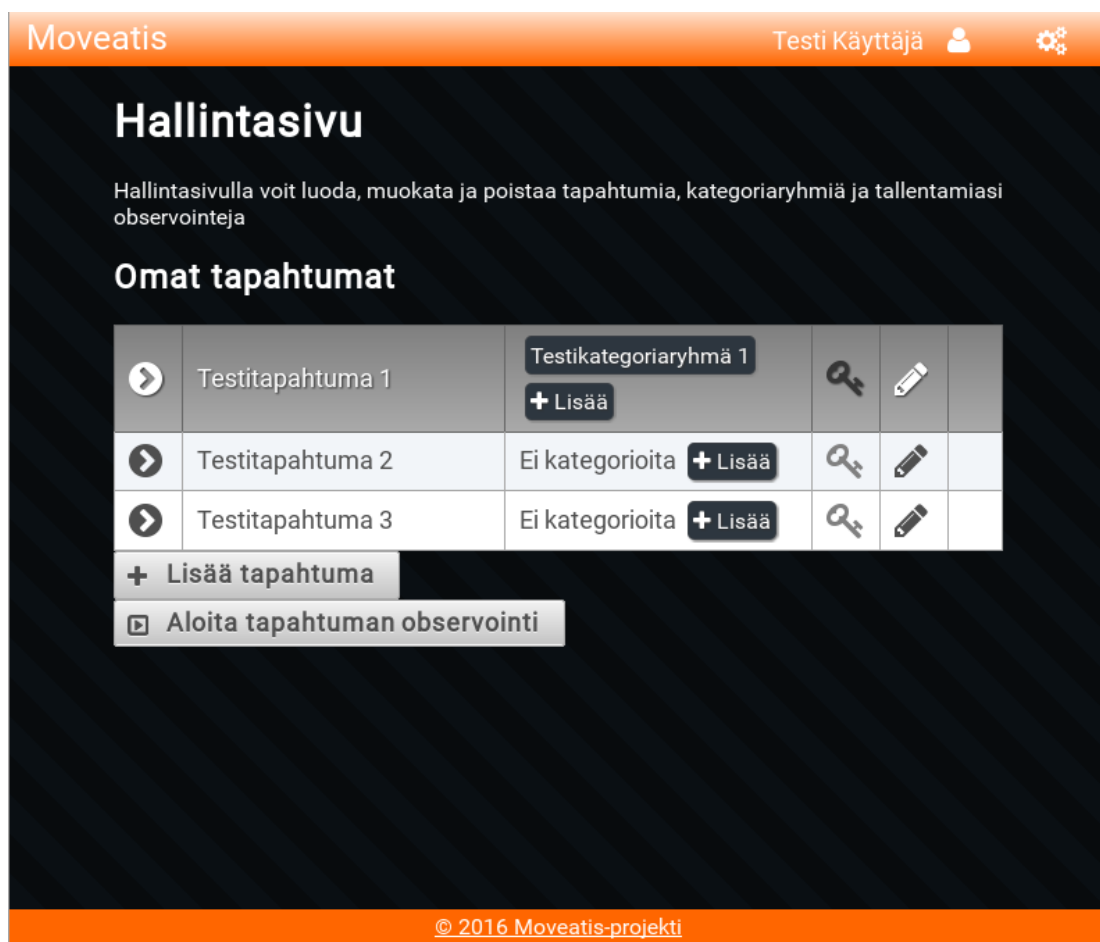 Moveatis
Testi Käyttäjä
Hallintasivu
Hallintasivulla voit luoda, muokata ja poistaa tapahtumia, kategoriaryhmiä ja tallentamiasi
observointeja
Omat tapahtumat
Testitapahtuma 1
Testikategoriaryhmä 1
Lisää
Testitapahtuma 2
Ei kategorioita
Lisää
Testitapahtuma 3
Ei kategorioita
Lisää
Lisää tapahtuma
Aloita tapahtuman observointi
© 2016 Moveatis-projekti